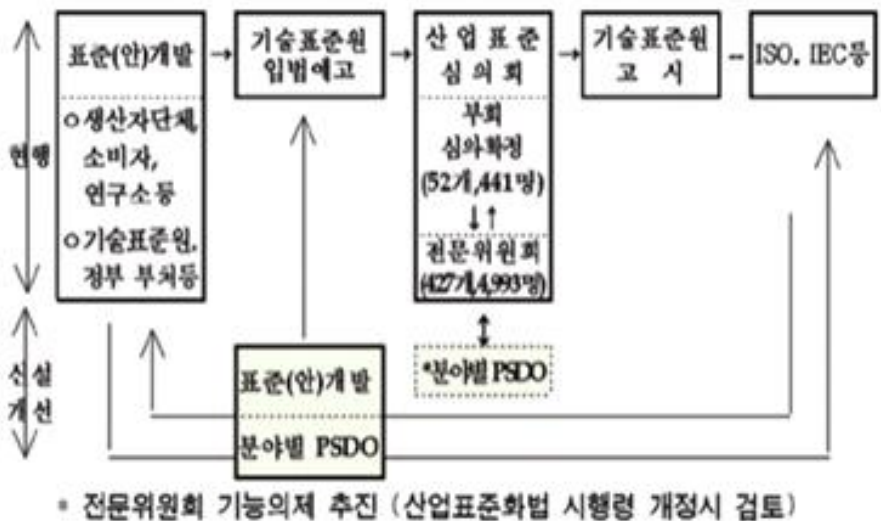 표준(안)개발
기술표준원
입법예고
산 업 표 준
심 의 회
기술표준원
고 시
ISO. IEC등
현행
○생산자단체,
소비자,
연구소등
○기술표준원,
정부 부처등
부회
심의확정
(52개,441명)
전문위원회
(427개,4,993명)
신설
개선
표준(안)개발
분야별 PSDO
*분야별 PSDO
* 전문위원회 기능의제 추진 (산업표준화법 시행령 개정시 검토)